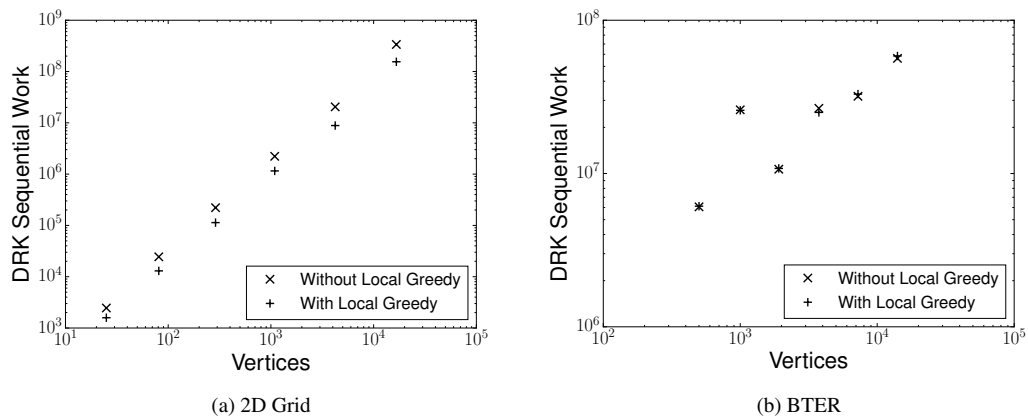 10^9
10^8
10^7
10^6
10^5
10^4
10^3
DRK Sequential Work
Without Local Greedy
With Local Greedy
10^1 10^2 10^3 10^4 10^5
Vertices
(a) 2D Grid
10^8
10^7
10^6
DRK Sequential Work
Without Local Greedy
With Local Greedy
10^2 10^3 10^4 10^5
Vertices
(b) BTER